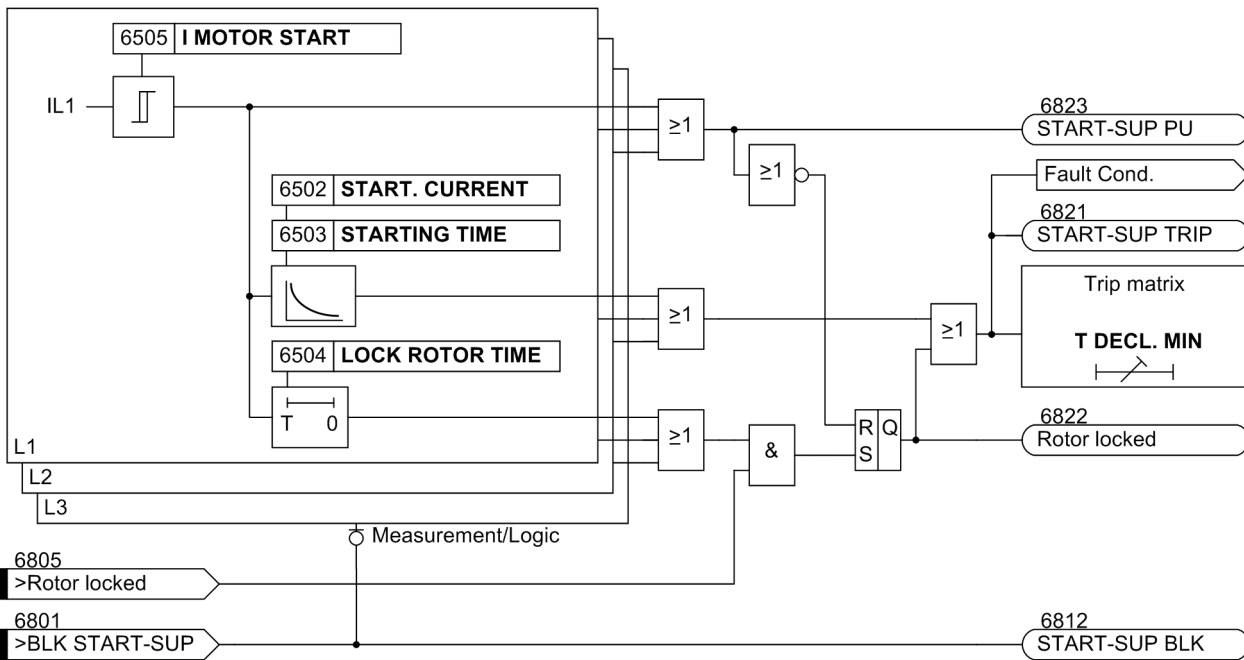 6505 I MOTOR START
IL1
≥1
6823
START-SUP PU
≥1
Fault Cond.
6502 START. CURRENT
6503 STARTING TIME
6821
START-SUP TRIP
Trip matrix
≥1
≥1
T DECL. MIN
6504 LOCK ROTOR TIME
T 0
≥1
&
R Q
S
6822
Rotor locked
L1
L2
L3
Measurement/Logic
6805
>Rotor locked
6801
>BLK START-SUP
6812
START-SUP BLK